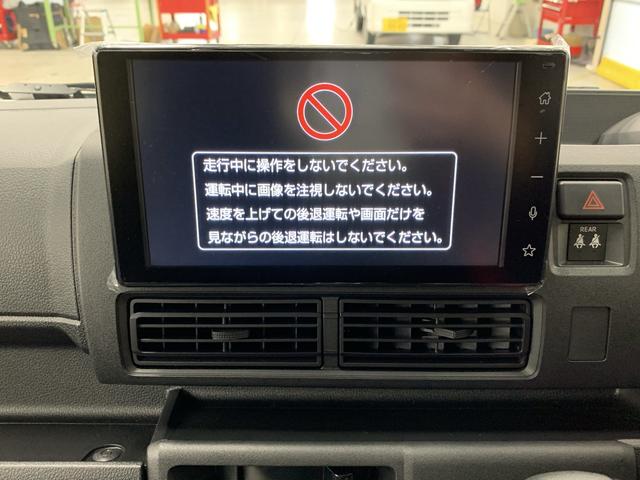 走行中に操作をしないでください。
運転中に画像を注視しないでください。
速度を上げての後退運転や画面だけを
見ながらの後退運転はしないでください。
REAR